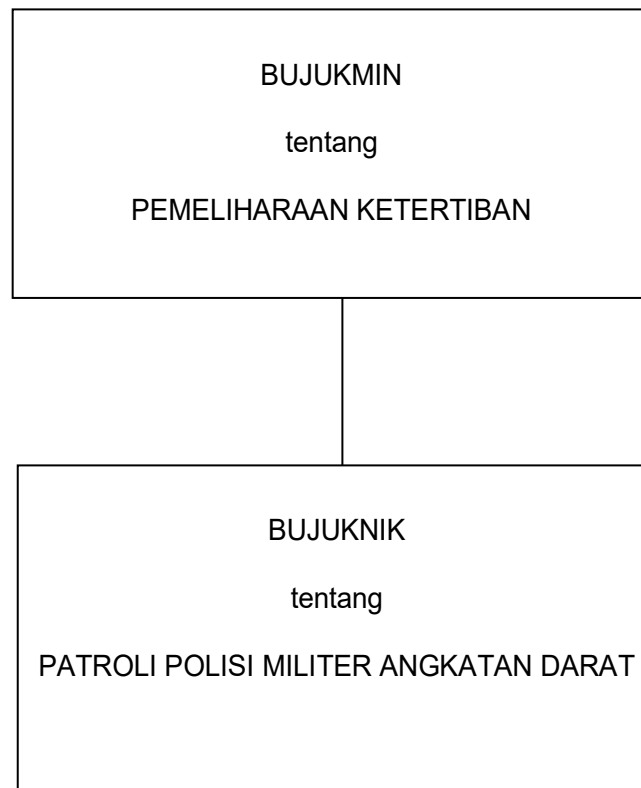 BUJUKMIN
tentang
PEMELIHARAAN KETERTIBAN
BUJUKNIK
tentang
PATROLI POLISI MILITER ANGKATAN DARAT